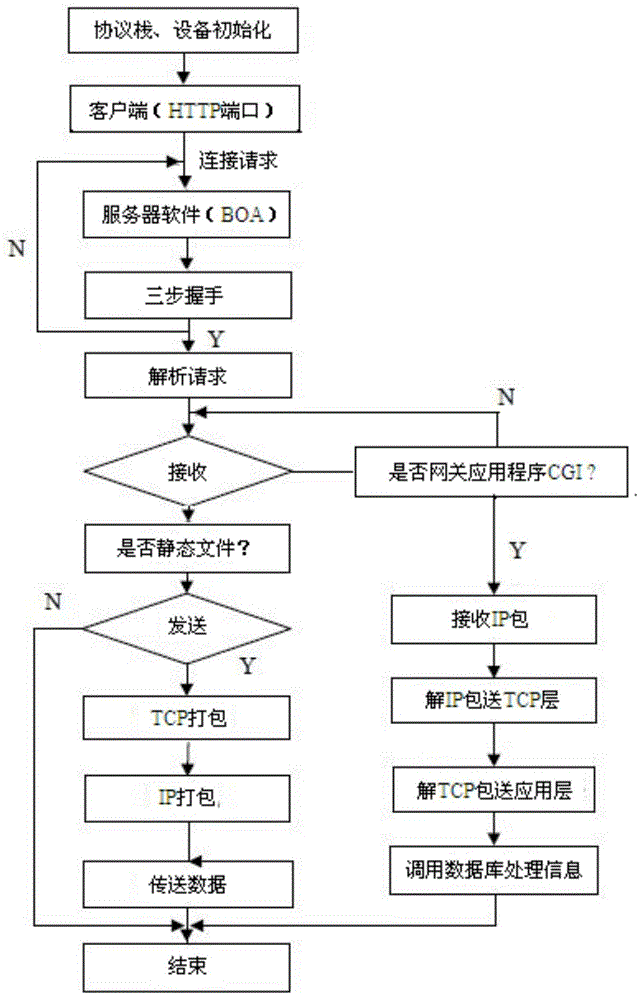 协议栈、设备初始化
客户端(HTTP端口)
连接请求
服务器软件(BOA)
N
三步握手
Y
解析请求
N
接收
是否网关应用程序CGI?
是否静态文件?
Y
N
发送
接收IP包
Y
解IP包送TCP层
TCP打包
IP打包
解TCP包送应用层
传送数据
调用数据库处理信息
结束